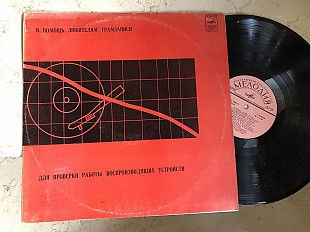 В ПОМОЩЬ ЛЮБИТЕЛЯМ ГРАМЗАПИСИ
ДЛЯ ПРОВЕРКИ РАБОТЫ ВОСПРОИЗВОДЯЩИХ УСТРОЙСТВ
МЕЛОДИЯ